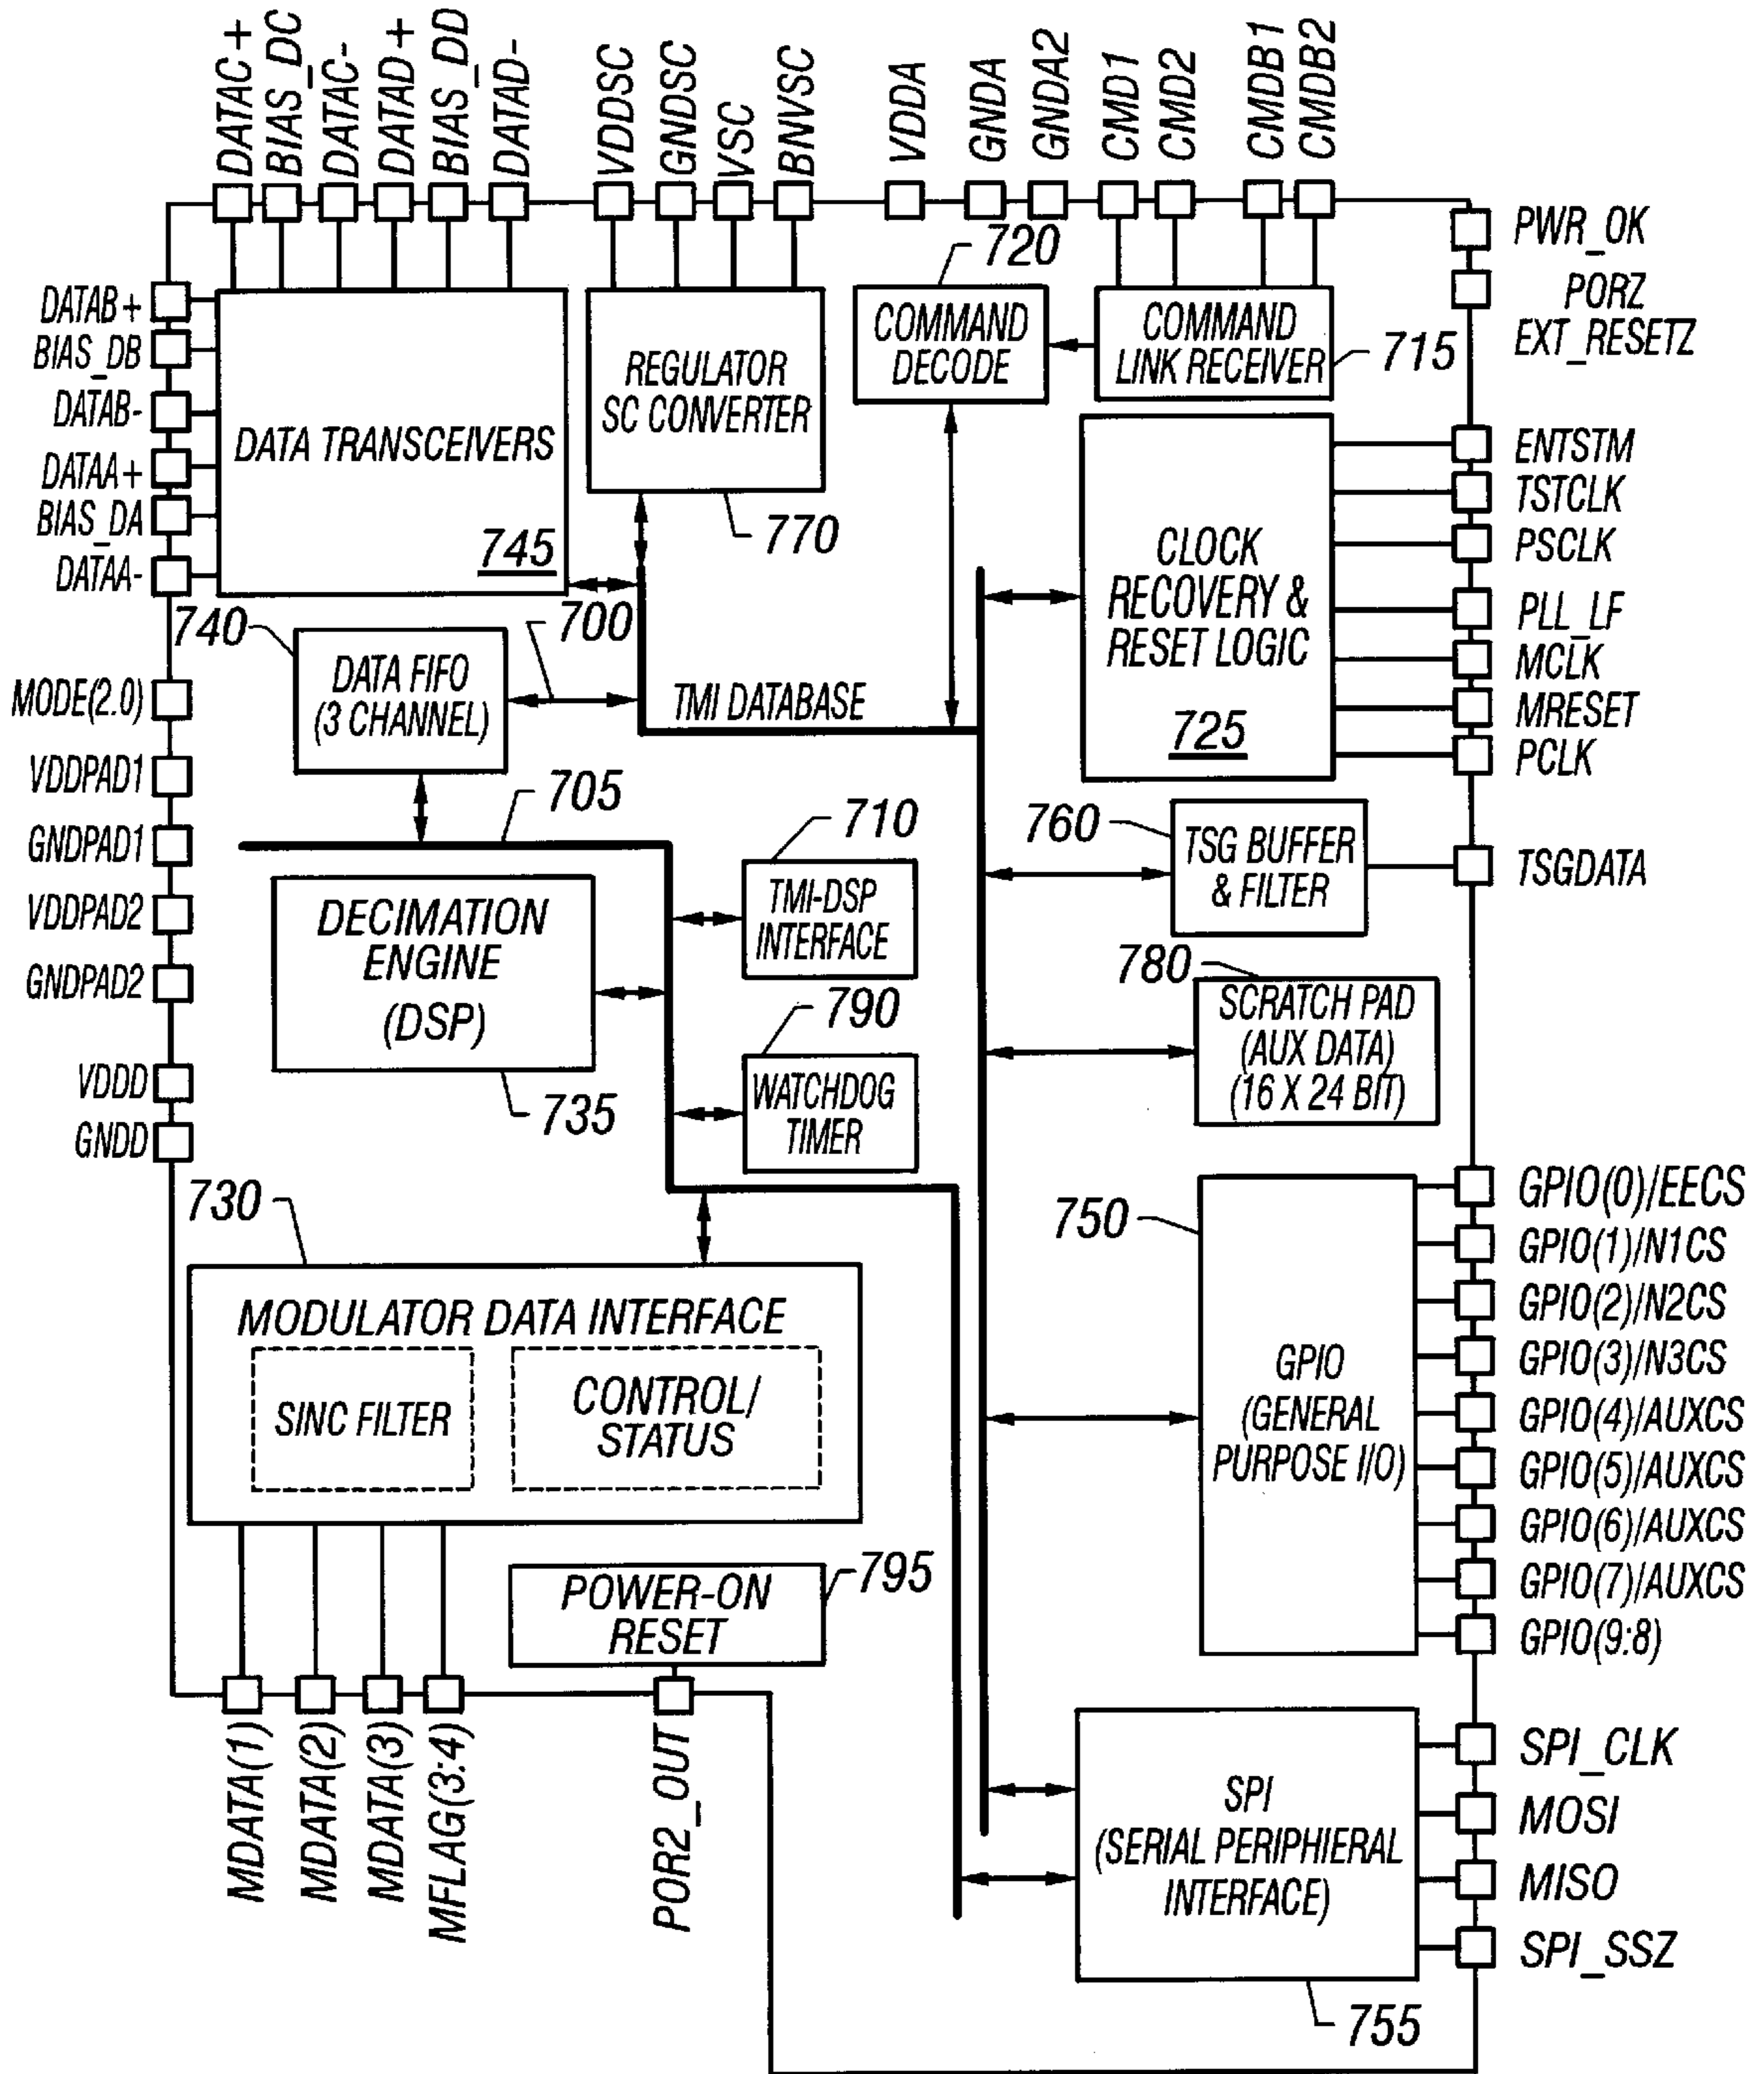 DATAC+
BIAS_DC
DATAC-
DATAD+
BIAS_DD
DATAD-
VDDSC
GNDSC
VSC
BNVSC
VDDA
GNDA
GNDA2
CMD1
CMD2
CMDB1
CMDB2
PWR_OK
PORZ
EXT_RESETZ
ENTSTM
TSTCLK
PSCLK
PLL_LF
MCLK
MRESET
PCLK
TSGDATA
GPIO(0)/EECS
GPIO(1)/N1CS
GPIO(2)/N2CS
GPIO(3)/N3CS
GPIO(4)/AUXCS
GPIO(5)/AUXCS
GPIO(6)/AUXCS
GPIO(7)/AUXCS
GPIO(9:8)
SPI_CLK
MOSI
MISO
SPI_SSZ
DATAB+
BIAS_DB
DATAB-
DATAA+
BIAS_DA
DATAA-
MODE(2.0)
VDDPAD1
GNDPAD1
VDDPAD2
GNDPAD2
VDDD
GNDD
MDATA(1)
MDATA(2)
MDATA(3)
MFLAG(3:4)
POR2_OUT
DATA TRANSCEIVERS
745
REGULATOR
SC CONVERTER
770
720
COMMAND
DECODE
COMMAND
LINK RECEIVER
715
CLOCK
RECOVERY &
RESET LOGIC
725
740
DATA FIFO
(3 CHANNEL)
700
TMI DATABASE
705
710
TMI-DSP
INTERFACE
760
TSG BUFFER
& FILTER
DECIMATION
ENGINE
(DSP)
735
790
WATCHDOG
TIMER
780
SCRATCH PAD
(AUX DATA)
(16 X 24 BIT)
730
MODULATOR DATA INTERFACE
SINC FILTER
CONTROL/
STATUS
750
GPIO
(GENERAL
PURPOSE I/O)
POWER-ON
RESET
795
SPI
(SERIAL PERIPHIERAL
INTERFACE)
755